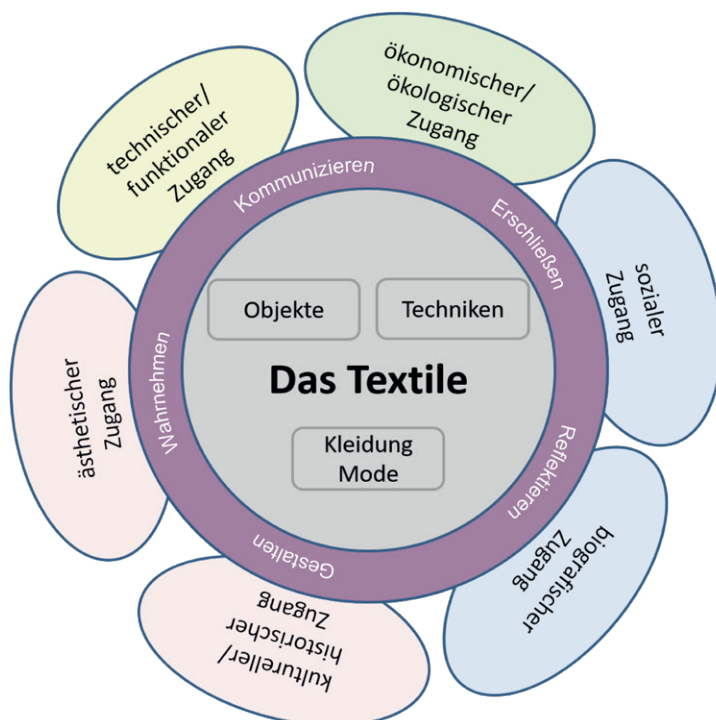 technischer/
funktionaler
Zugang
ökonomischer/
ökologischer
Zugang
sozialer
Zugang
biografischer
Zugang
kultureller/
historischer
Zugang
ästhetischer
Zugang
Kommunizieren
Erschließen
Reflektieren
Gestalten
Wahrnehmen
Objekte
Techniken
Das Textile
Kleidung
Mode